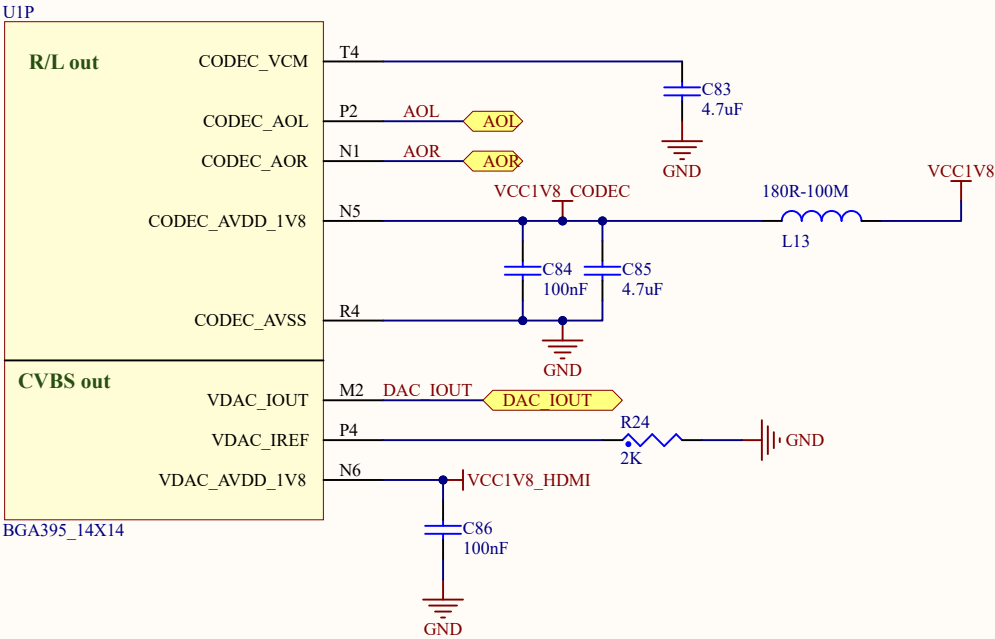 U1P
R/L out
CODEC_VCM
T4
C83
4.7uF
GND
CODEC_AOL
P2
AOL
AOL
CODEC_AOR
N1
AOR
AOR
VCC1V8_CODEC
180R-100M
VCC1V8
CODEC_AVDD_1V8
N5
L13
C84
100nF
C85
4.7uF
CODEC_AVSS
R4
GND
CVBS out
VDAC_IOUT
M2
DAC_IOUT
DAC_IOUT
VDAC_IREF
P4
R24
2K
GND
VDAC_AVDD_1V8
N6
VCC1V8_HDMI
BGA395_14X14
C86
100nF
GND